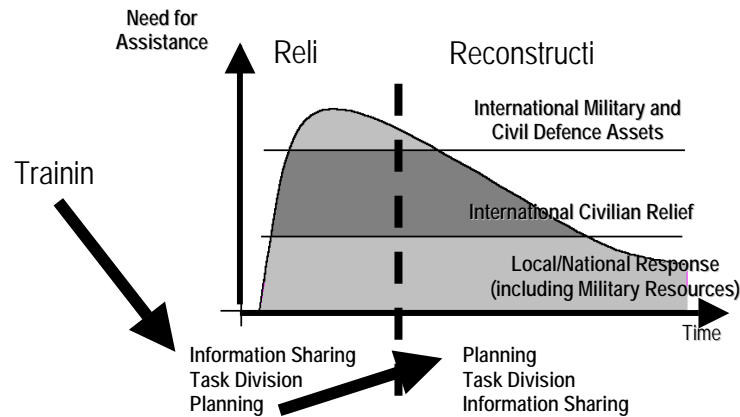 Need for
Assistance
Reli
Reconstructi
International Military and
Civil Defence Assets
Trainin
International Civilian Relief
Local/National Response
(including Military Resources)
Time
Information Sharing
Task Division
Planning
Planning
Task Division
Information Sharing